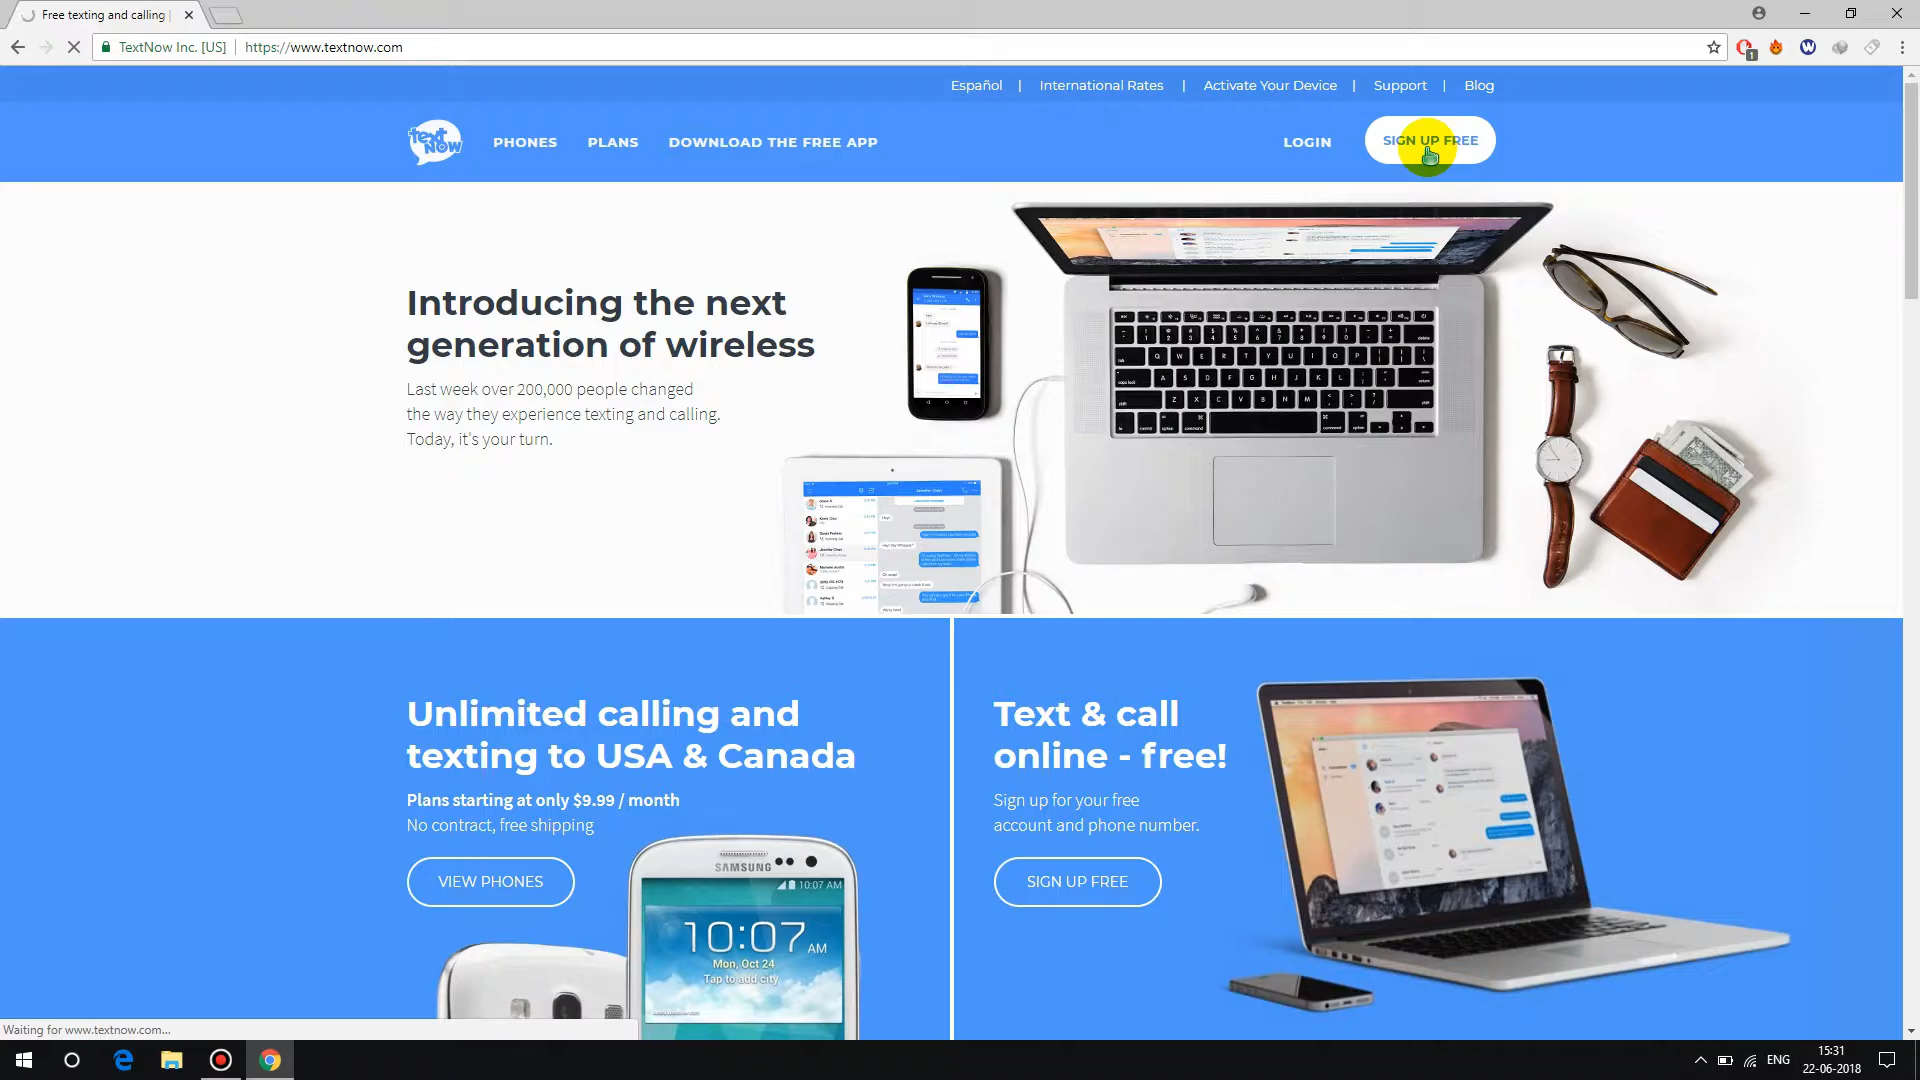 Free texting and calling |
TextNow Inc. [US]
https://www.textnow.com
1
Español | International Rates | Activate Your Device | Support | Blog
text NOW
PHONES PLANS DOWNLOAD THE FREE APP
LOGIN
SIGN UP FREE
Introducing the next
generation of wireless
Last week over 200,000 people changed
the way they experience texting and calling.
Today, it's your turn.
Unlimited calling and
texting to USA & Canada
Plans starting at only $9.99 / month
No contract, free shipping
VIEW PHONES
SAMSUNG
10:07 AM
10:07 AM
Mon, Oct 24
Tap to add city
Text & call
online - free!
Sign up for your free
account and phone number.
SIGN UP FREE
Waiting for www.textnow.com...
ENG
15:31
22-06-2018